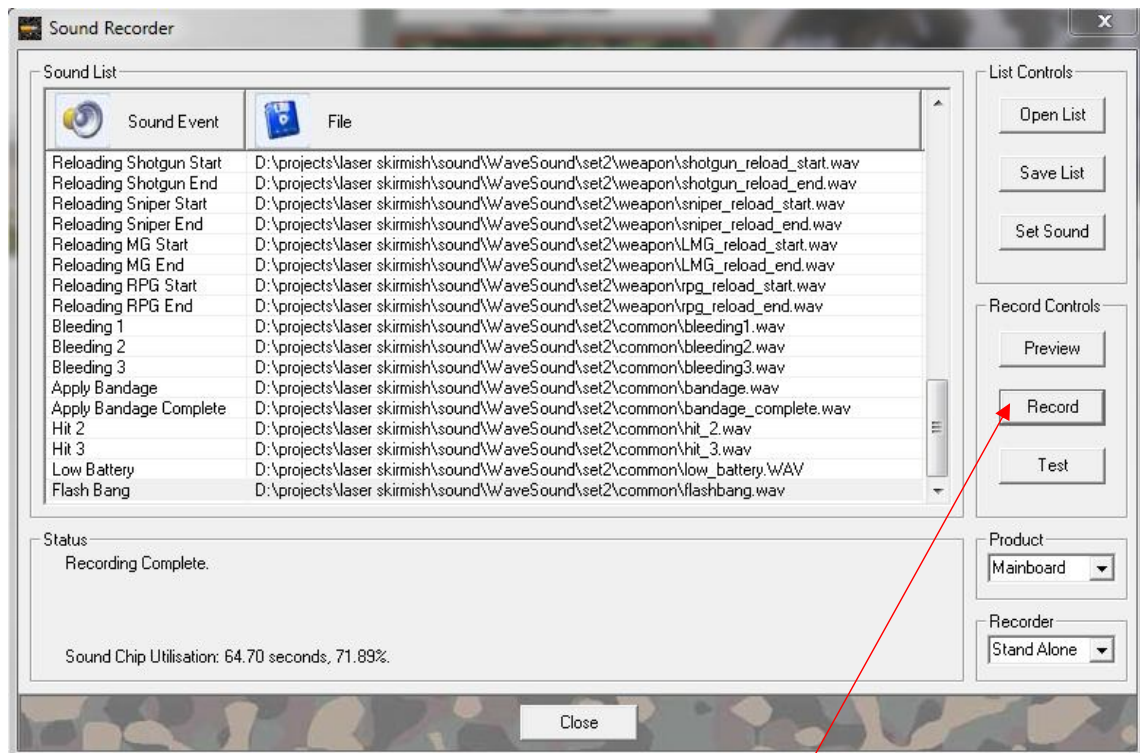 Sound Recorder
X
Sound List
Sound Event File
Reloading Shotgun Start D:\projects\laser skirmish\sound\WaveSound\set2\weapon\shotgun_reload_start.wav
Reloading Shotgun End D:\projects\laser skirmish\sound\WaveSound\set2\weapon\shotgun_reload_end.wav
Reloading Sniper Start D:\projects\laser skirmish\sound\WaveSound\set2\weapon\sniper_reload_start.wav
Reloading Sniper End D:\projects\laser skirmish\sound\WaveSound\set2\weapon\sniper_reload_end.wav
Reloading MG Start D:\projects\laser skirmish\sound\WaveSound\set2\weapon\LMG_reload_start.wav
Reloading MG End D:\projects\laser skirmish\sound\WaveSound\set2\weapon\LMG_reload_end.wav
Reloading RPG Start D:\projects\laser skirmish\sound\WaveSound\set2\weapon\rpg_reload_start.wav
Reloading RPG End D:\projects\laser skirmish\sound\WaveSound\set2\weapon\rpg_reload_end.wav
Bleeding 1 D:\projects\laser skirmish\sound\WaveSound\set2\common\bleeding1.wav
Bleeding 2 D:\projects\laser skirmish\sound\WaveSound\set2\common\bleeding2.wav
Bleeding 3 D:\projects\laser skirmish\sound\WaveSound\set2\common\bleeding3.wav
Apply Bandage D:\projects\laser skirmish\sound\WaveSound\set2\common\bandage.wav
Apply Bandage Complete D:\projects\laser skirmish\sound\WaveSound\set2\common\bandage_complete.wav
Hit 2 D:\projects\laser skirmish\sound\WaveSound\set2\common\hit_2.wav
Hit 3 D:\projects\laser skirmish\sound\WaveSound\set2\common\hit_3.wav
Low Battery D:\projects\laser skirmish\sound\WaveSound\set2\common\low_battery.WAV
Flash Bang D:\projects\laser skirmish\sound\WaveSound\set2\common\flashbang.wav
List Controls
Open List
Save List
Set Sound
Record Controls
Preview
Record
Test
Status
Recording Complete.
Sound Chip Utilisation: 64.70 seconds, 71.89%.
Product
Mainboard
Recorder
Stand Alone
Close